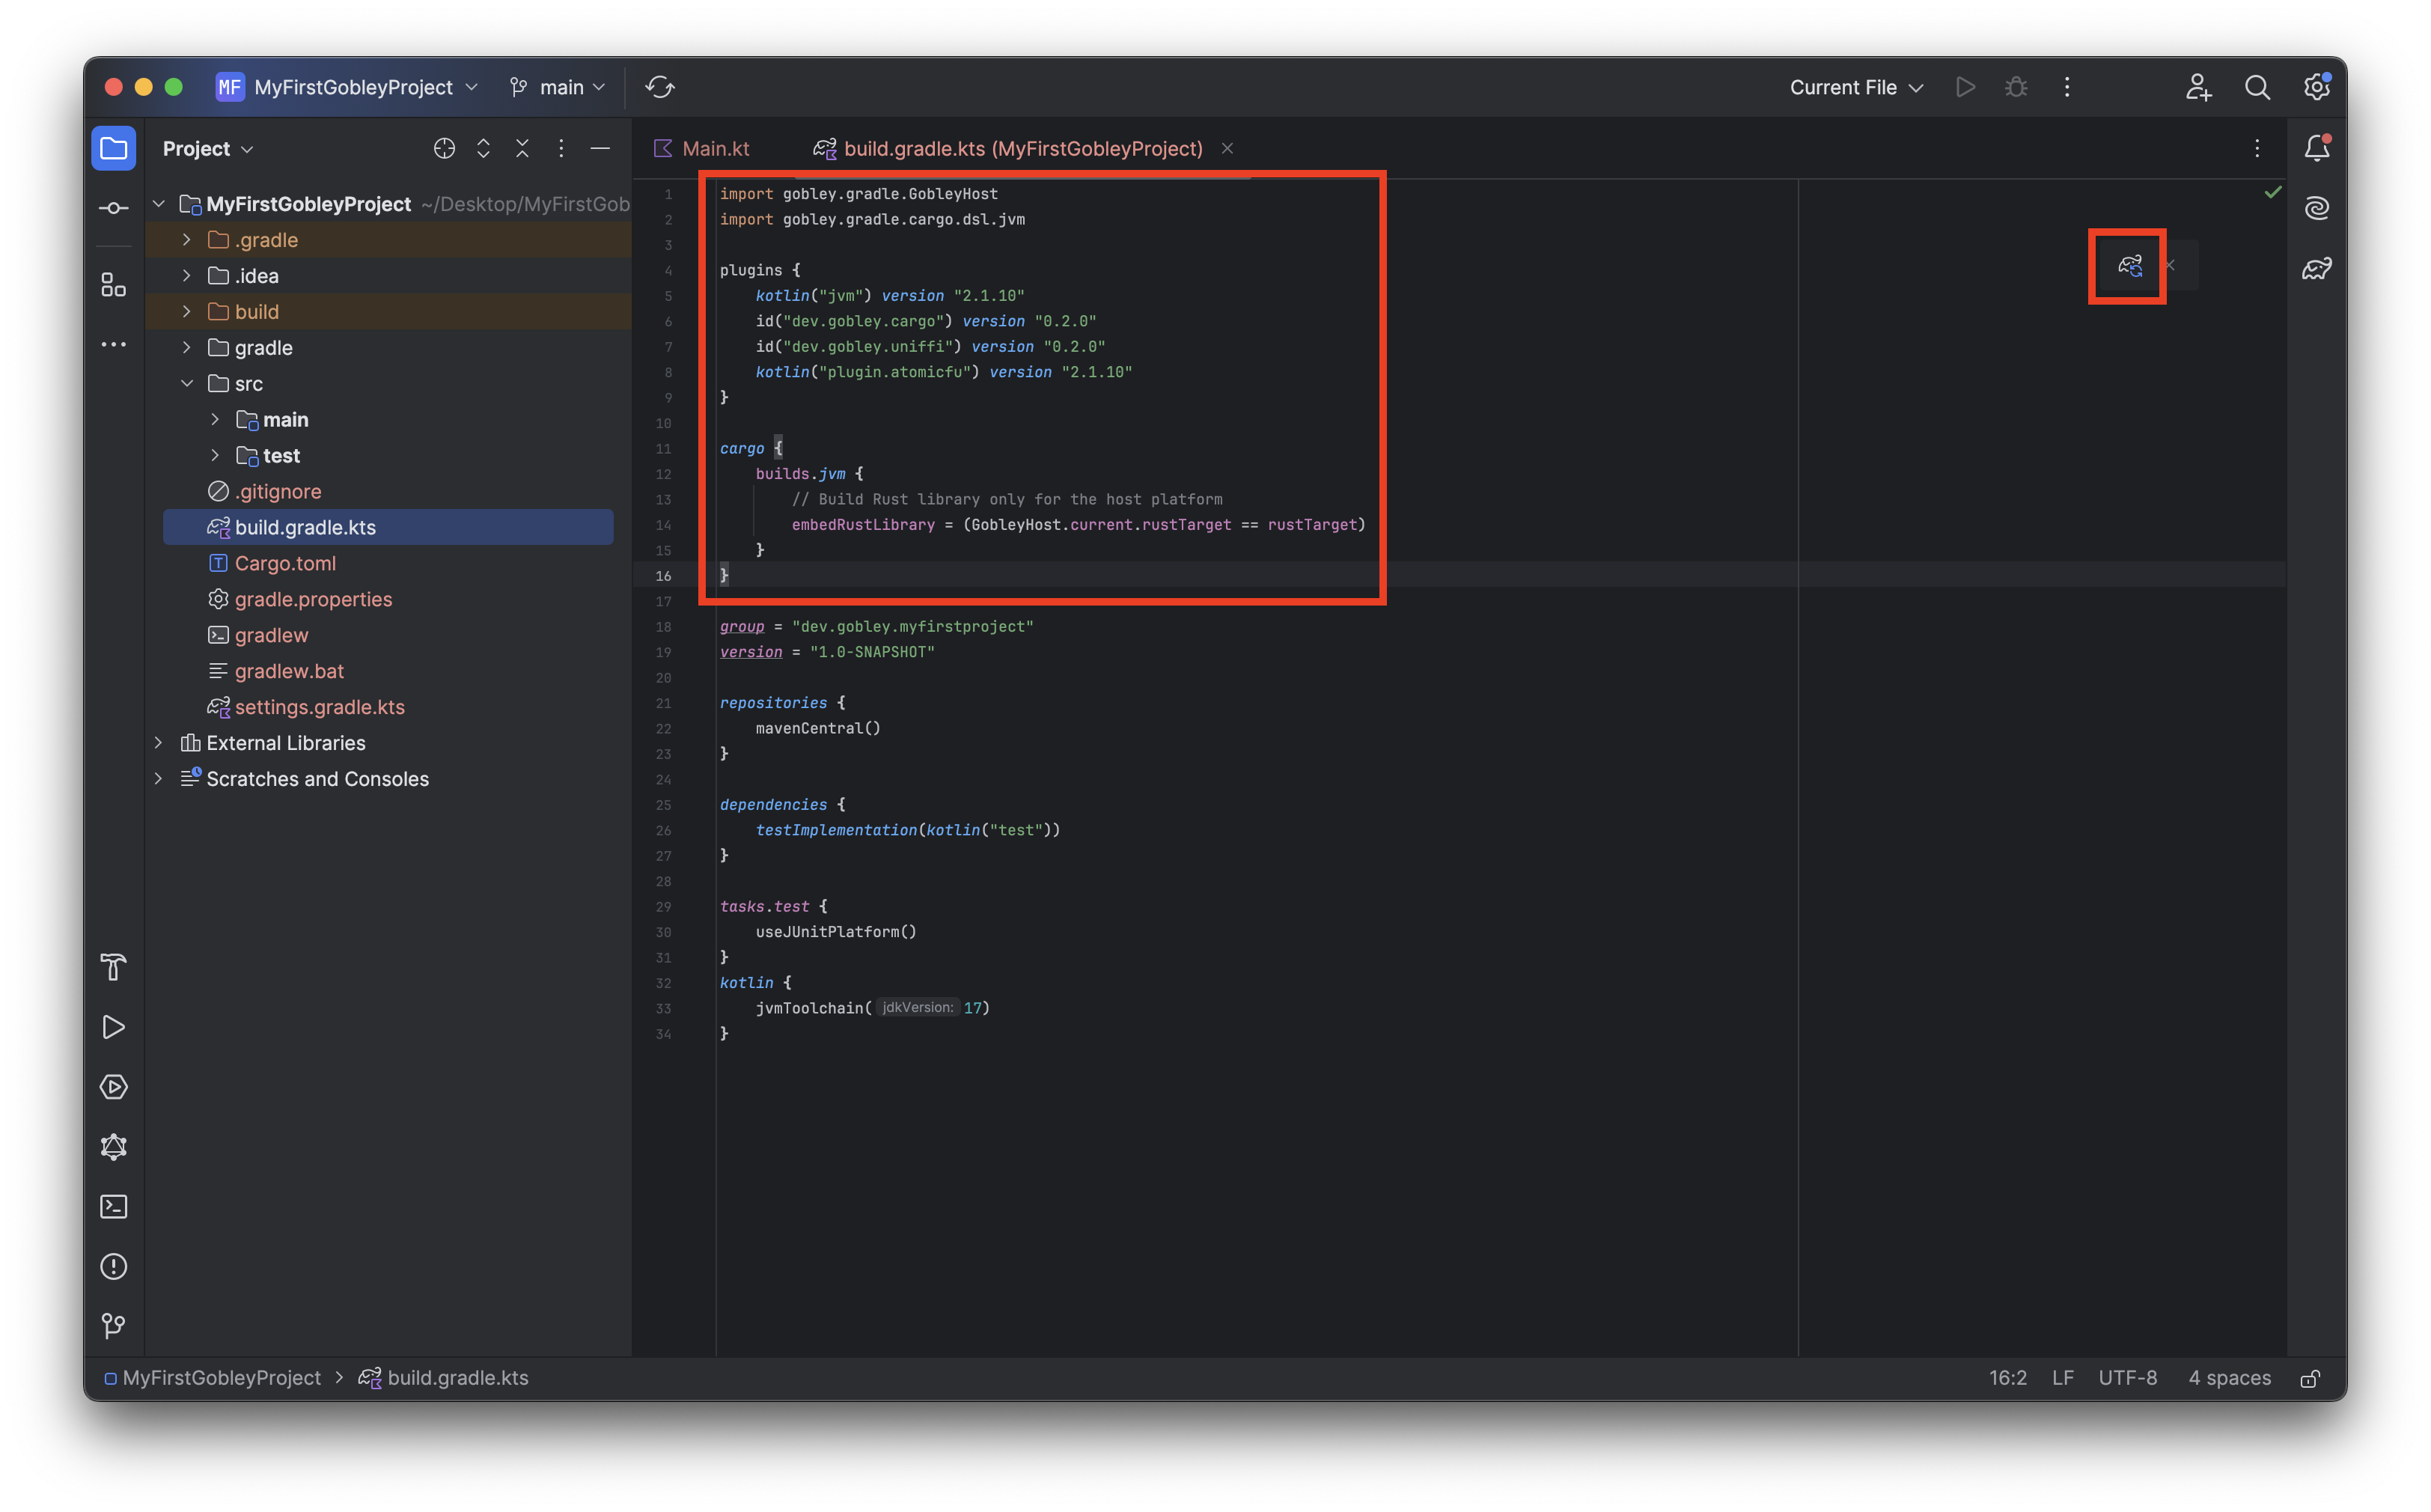 MF MyFirstGobleyProject main Current File
Project
Main.kt build.gradle.kts (MyFirstGobleyProject)
MyFirstGobleyProject ~/Desktop/MyFirstGob
.gradle
.idea
build
gradle
src
main
test
.gitignore
build.gradle.kts
Cargo.toml
gradle.properties
gradlew
gradlew.bat
settings.gradle.kts
External Libraries
Scratches and Consoles
1 import gobley.gradle.GobleyHost
2 import gobley.gradle.cargo.dsl.jvm
3
4 plugins {
5     kotlin("jvm") version "2.1.10"
6     id("dev.gobley.cargo") version "0.2.0"
7     id("dev.gobley.uniffi") version "0.2.0"
8     kotlin("plugin.atomicfu") version "2.1.10"
9 }
10
11 cargo {
12     builds.jvm {
13         // Build Rust library only for the host platform
14         embedRustLibrary = (GobleyHost.current.rustTarget == rustTarget)
15     }
16 }
17
18 group = "dev.gobley.myfirstproject"
19 version = "1.0-SNAPSHOT"
20
21 repositories {
22     mavenCentral()
23 }
24
25 dependencies {
26     testImplementation(kotlin("test"))
27 }
28
29 tasks.test {
30     useJUnitPlatform()
31 }
32 kotlin {
33     jvmToolchain( jdkVersion: 17)
34 }
MyFirstGobleyProject > build.gradle.kts 16:2 LF UTF-8 4 spaces